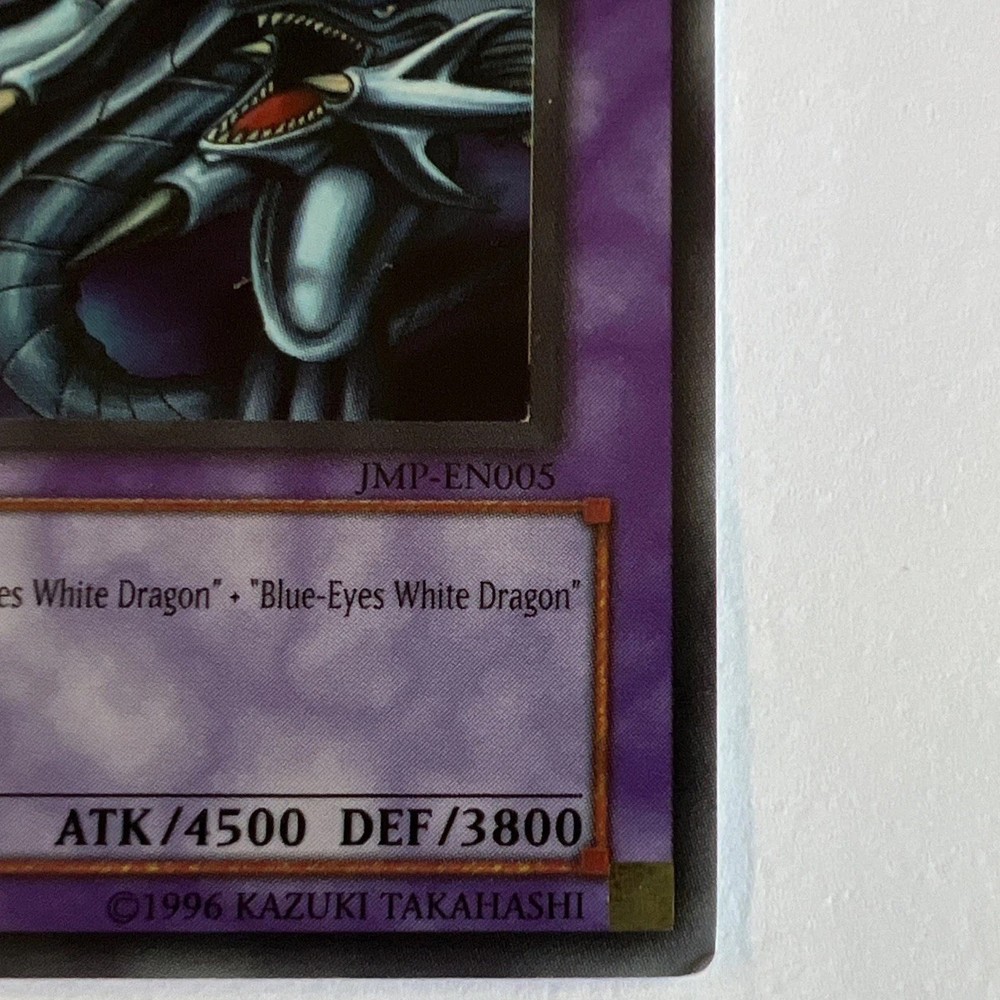 JMP-EN005
es White Dragon" + "Blue-Eyes White Dragon"
ATK/4500 DEF/3800
©1996 KAZUKI TAKAHASHI